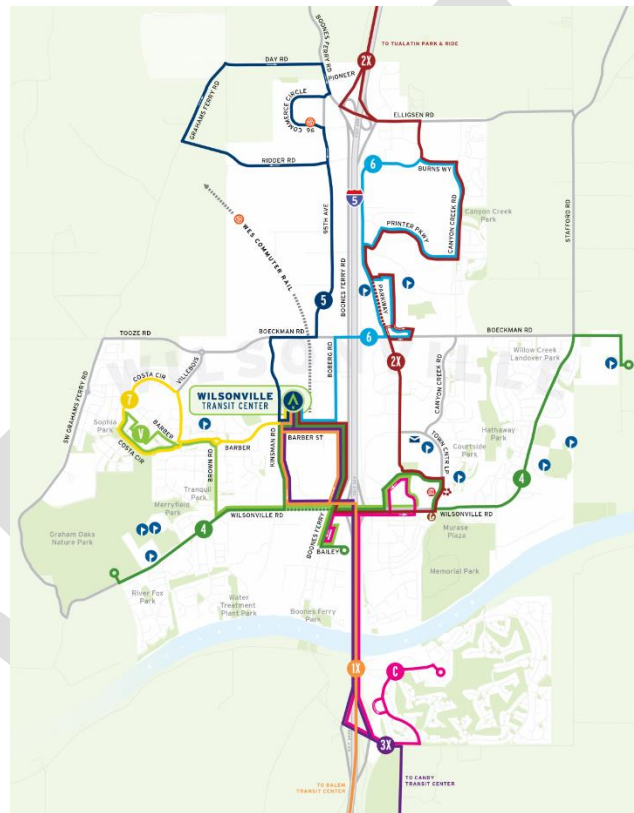 TO TUALATIN PARK & RIDE
BOONES FERRY RD
2X
DAY RD
PIONEER
GRAHAMS FERRY RD
COMMERCE CIRCLE
96
ELLIGSEN RD
RIDDER RD
6
BURNS WY
95TH AVE
5
CANYON CREEK RD
Canyon Creek
Park
STAFFORD RD
WES COMMUTER RAIL
PRINTER PKWY
BOONES FERRY RD
PARKWAY
5
TOOZE RD
BOECKMAN RD
6
BOECKMAN RD
WILSONVILLE
VILLEBOIS
BOBERG RD
2X
Willow Creek
Landover Park
COSTA CIR
7
WILSONVILLE
TRANSIT CENTER
CANYON CREEK RD
SW GRAHAMS FERRY RD
Sophia
Park
BARBER
V
KINSMAN RD
BARBER ST
TOWN CNTR LP
Hathaway
Park
COSTA CIR
BARBER
Courtside
Park
BROWN RD
Tranquil
Park
4
Merryfield
Park
4
WILSONVILLE RD
WILSONVILLE RD
BOONES FERRY
Murase
Plaza
Graham Oaks
Nature Park
BAILEY
Memorial Park
River Fox
Park
Water
Treatment
Plant Park
Boones Ferry
Park
1X
C
3X
TO SALEM
TRANSIT CENTER
TO CANBY
TRANSIT CENTER